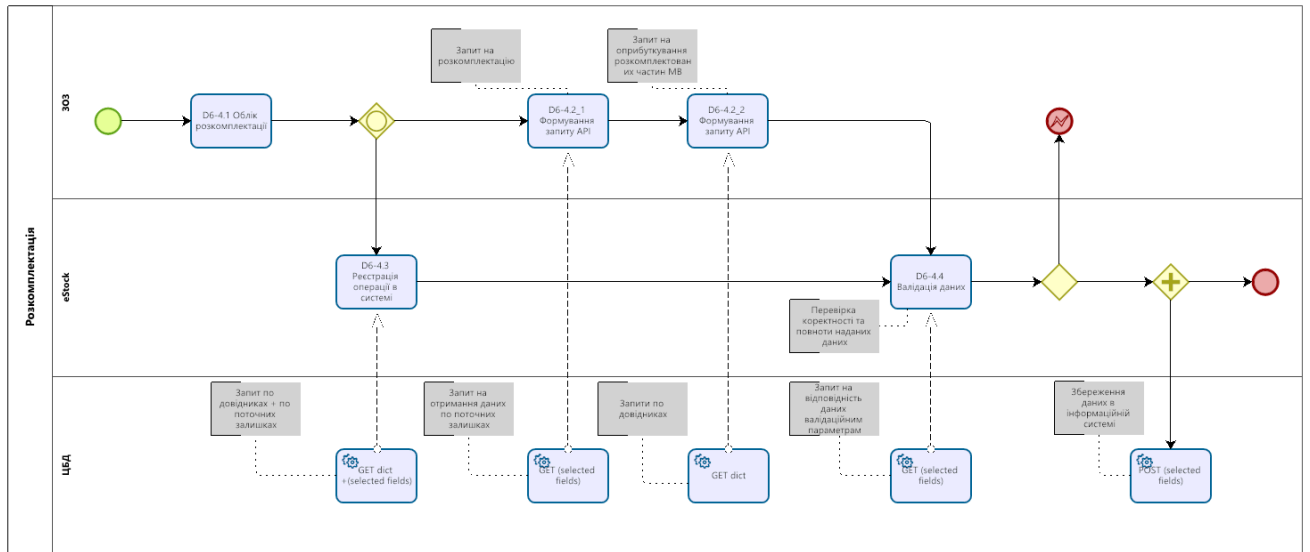 Розкомплектація
ЗОЗ
Запит на
розкомплектацію
Запит на
оприбуткування
розкомплектован
их частин МВ
D6-4.1 Облік
розкомплектації
D6-4.2_1
Формування
запиту API
D6-4.2_2
Формування
запиту API
eStock
D6-4.3
Реєстрація
операції в
системі
D6-4.4
Валідація даних
Перевірка
коректності та
повноти наданих
даних
ЦБД
Запит по
довідниках + по
поточних
залишках
Запит на
отримання даних
по поточних
залишках
Запити по
довідниках
Запит на
відповідність
даних
валідаційним
параметрам
Збереження
даних в
інформаційній
системі
GET dict
+(selected fields)
GET (selected
fields)
GET dict
GET (selected
fields)
POST (selected
fields)